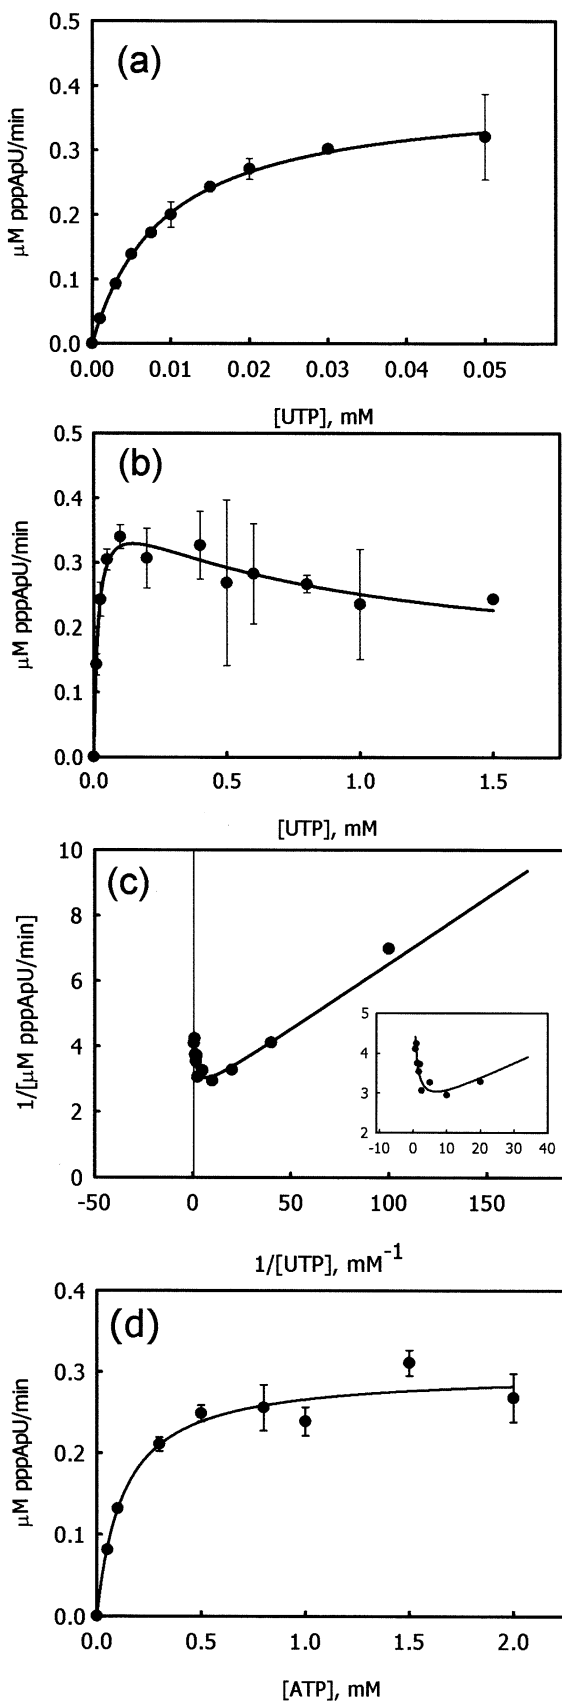 (a)
0.5
0.4
0.3
0.2
0.1
0.0
μM pppApU/min
0.00 0.01 0.02 0.03 0.04 0.05
[UTP], mM
(b)
0.5
0.4
0.3
0.2
0.1
0.0
μM pppApU/min
0.0 0.5 1.0 1.5
[UTP], mM
(c)
10
8
6
4
2
0
1/[μM pppApU/min]
5
4
3
2
-10 0 10 20 30 40
-50 0 50 100 150
1/[UTP], mM-1
(d)
0.4
0.3
0.2
0.1
0.0
μM pppApU/min
0.0 0.5 1.0 1.5 2.0
[ATP], mM